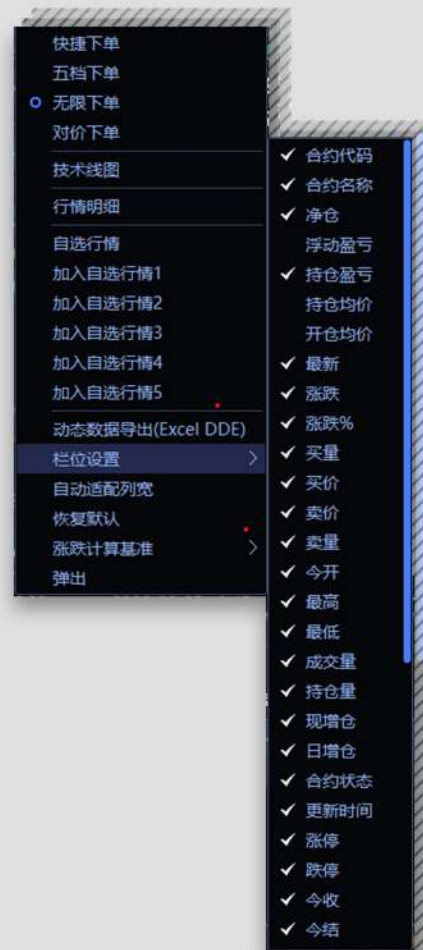 快捷下单
五档下单
无限下单
对价下单
技术线图
行情明细
自选行情
加入自选行情1
加入自选行情2
加入自选行情3
加入自选行情4
加入自选行情5
动态数据导出(Excel DDE)
栏位设置
自动适配列宽
恢复默认
涨跌计算基准
弹出
合约代码
合约名称
净仓
浮动盈亏
持仓盈亏
持仓均价
开仓均价
最新
涨跌
涨跌%
买量
买价
卖价
卖量
今开
最高
最低
成交量
持仓量
现增仓
日增仓
合约状态
更新时间
涨停
跌停
今收
今结